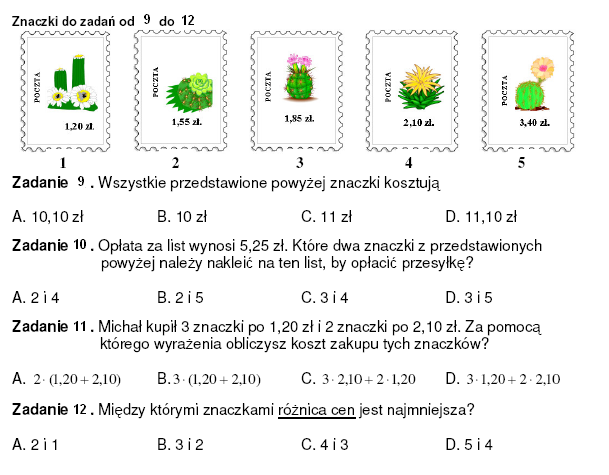 Znaczki do zadań od 9 do 12
POCZTA
1,20 zł.
POCZTA
1,55 zł.
POCZTA
1,85 zł.
POCZTA
2,10 zł.
POCZTA
3,40 zł.
1 2 3 4 5
Zadanie 9 . Wszystkie przedstawione powyżej znaczki kosztują
A. 10,10 zł B. 10 zł C. 11 zł D. 11,10 zł
Zadanie 10 . Opłata za list wynosi 5,25 zł. Które dwa znaczki z przedstawionych
powyżej należy nakleić na ten list, by opłacić przesyłkę?
A. 2 i 4 B. 2 i 5 C. 3 i 4 D. 3 i 5
Zadanie 11 . Michał kupił 3 znaczki po 1,20 zł i 2 znaczki po 2,10 zł. Za pomocą
którego wyrażenia obliczysz koszt zakupu tych znaczków?
A. 2·(1,20+2,10) B. 3·(1,20+2,10) C. 3·2,10+2·1,20 D. 3·1,20+2·2,10
Zadanie 12 . Między którymi znaczkami różnica cen jest najmniejsza?
A. 2 i 1 B. 3 i 2 C. 4 i 3 D. 5 i 4